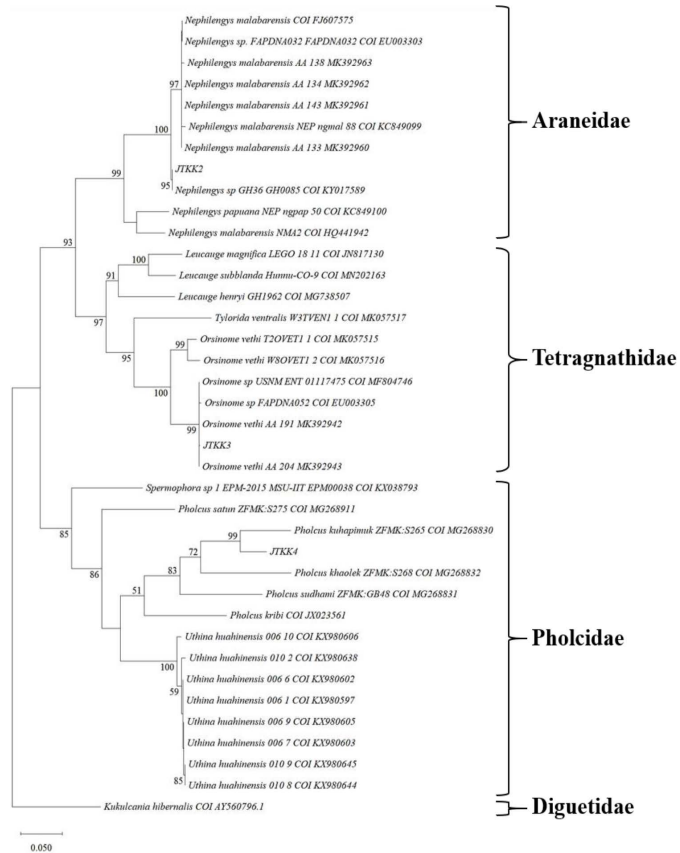 Nephilengys malabarensis COI FJ607575
Nephilengys sp. FAPDNA032 FAPDNA032 COI EU003303
Nephilengys malabarensis AA 138 MK392963
97
Nephilengys malabarensis AA 134 MK392962
Nephilengys malabarensis AA 143 MK392961
Araneidae
100
Nephilengys malabarensis NEP ngmal 88 COI KC849099
Nephilengys malabarensis AA 133 MK392960
JTKK2
99
95
Nephilengys sp GH36 GH0085 COI KY017589
Nephilengys papuana NEP ngpap 50 COI KC849100
Nephilengys malabarensis NMA2 COI HQ441942
93
Leucauge magnifica LEGO 18 11 COI JN817130
100
Leucauge subblanda Hunnu-CO-9 COI MN202163
91
Leucauge henryi GH1962 COI MG738507
97
Tylorida ventralis W3TVEN1 1 COI MK057517
Orsinome vethi T2OVET1 1 COI MK057515
99
95
Orsinome vethi W8OVET1 2 COI MK057516
Tetragnathidae
Orsinome sp USNM ENT 01117475 COI MF804746
100
Orsinome sp FAPDNA052 COI EU003305
Orsinome vethi AA 191 MK392942
99
JTKK3
Orsinome vethi AA 204 MK392943
Spermophora sp 1 EPM-2015 MSU-IIT EPM00038 COI KX038793
Pholcus satun ZFMK:S275 COI MG268911
85
Pholcus kuhapimuk ZFMK:S265 COI MG268830
99
JTKK4
72
86
Pholcus khaolek ZFMK:S268 COI MG268832
83
Pholcus sudhami ZFMK:GB48 COI MG268831
51
Pholcus kribi COI JX023561
Uthina huahinensis 006 10 COI KX980606
Pholcidae
Uthina huahinensis 010 2 COI KX980638
100
Uthina huahinensis 006 6 COI KX980602
59
Uthina huahinensis 006 1 COI KX980597
Uthina huahinensis 006 9 COI KX980605
Uthina huahinensis 006 7 COI KX980603
Uthina huahinensis 010 9 COI KX980645
85
Uthina huahinensis 010 8 COI KX980644
Kukulcania hibernalis COI AY560796.1
Diguetidae
0.050